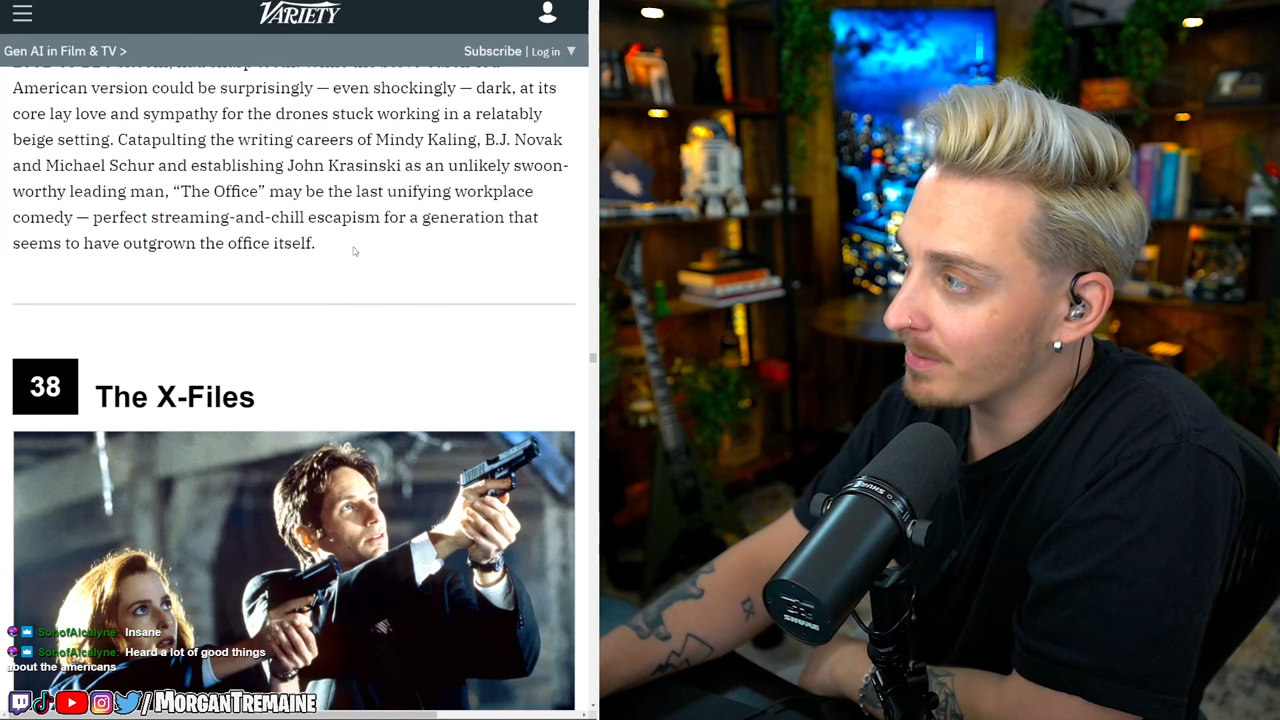 VARIETY
Gen AI in Film & TV >
Subscribe | Log in ▼
American version could be surprisingly — even shockingly — dark, at its
core lay love and sympathy for the drones stuck working in a relatably
beige setting. Catapulting the writing careers of Mindy Kaling, B.J. Novak
and Michael Schur and establishing John Krasinski as an unlikely swoon-
worthy leading man, “The Office” may be the last unifying workplace
comedy — perfect streaming-and-chill escapism for a generation that
seems to have outgrown the office itself.
38
The X-Files
SonofAlcalyne: Insane
SonofAlcalyne: Heard a lot of good things
about the americans
/MORGANTREMAINE
SHURE
SHURE